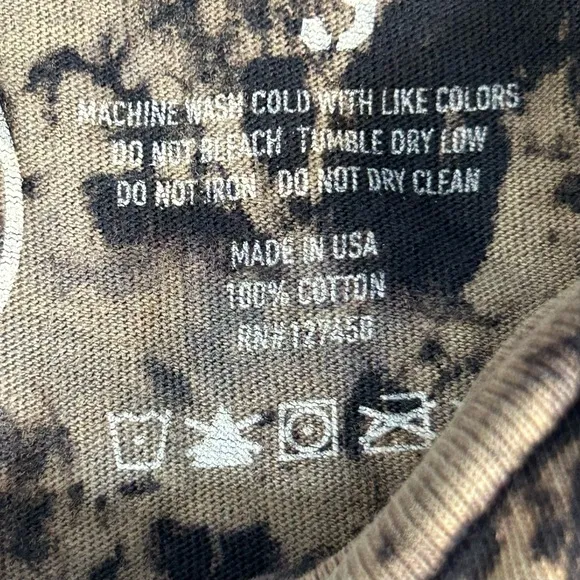 MACHINE WASH COLD WITH LIKE COLORS
DO NOT BLEACH TUMBLE DRY LOW
DO NOT IRON DO NOT DRY CLEAN
MADE IN USA
100% COTTON